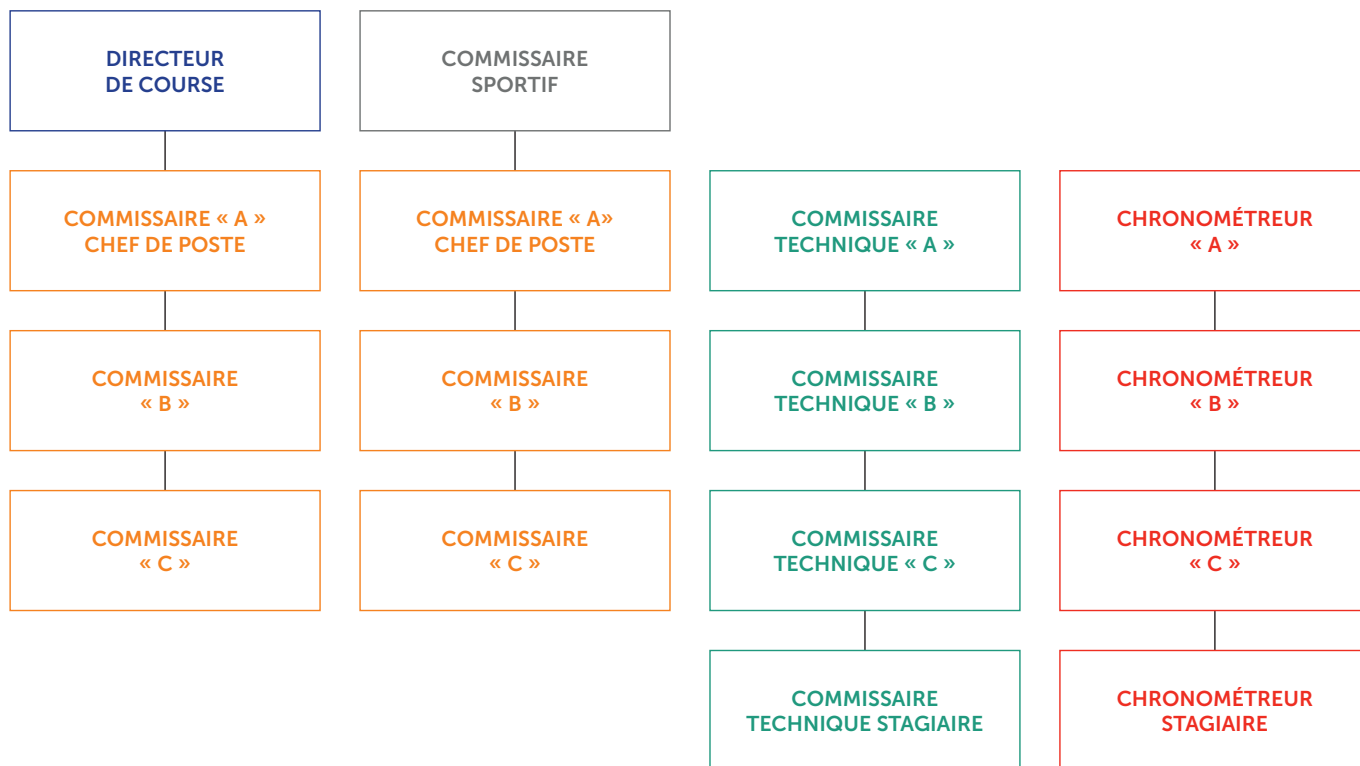 DIRECTEUR
DE COURSE
COMMISSAIRE
SPORTIF
COMMISSAIRE « A »
CHEF DE POSTE
COMMISSAIRE « A»
CHEF DE POSTE
COMMISSAIRE
TECHNIQUE « A »
CHRONOMÉTREUR
« A »
COMMISSAIRE
« B »
COMMISSAIRE
« B »
COMMISSAIRE
TECHNIQUE « B »
CHRONOMÉTREUR
« B »
COMMISSAIRE
« C »
COMMISSAIRE
« C »
COMMISSAIRE
TECHNIQUE « C »
CHRONOMÉTREUR
« C »
COMMISSAIRE
TECHNIQUE STAGIAIRE
CHRONOMÉTREUR
STAGIAIRE